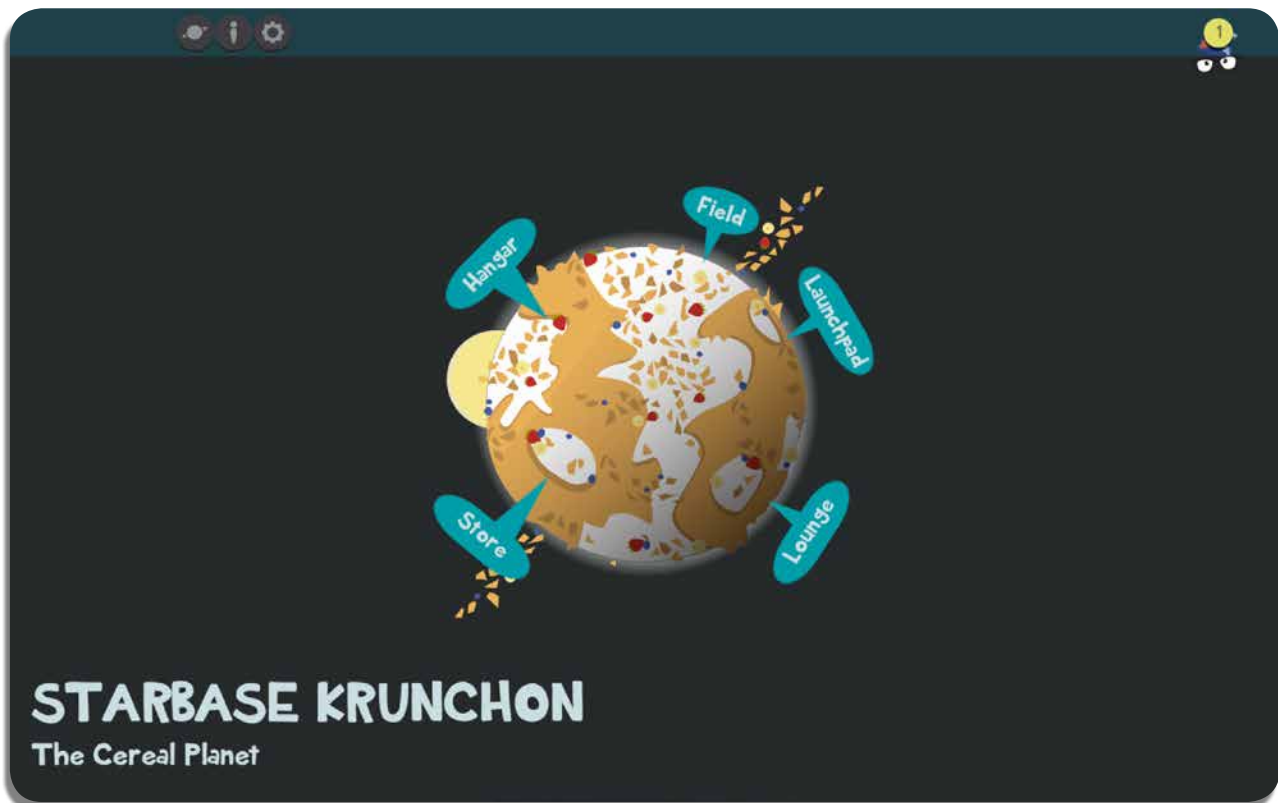 1
Field
Hangar
Launchpad
Store
Lounge
STARBASE KRUNCHON
The Cereal Planet